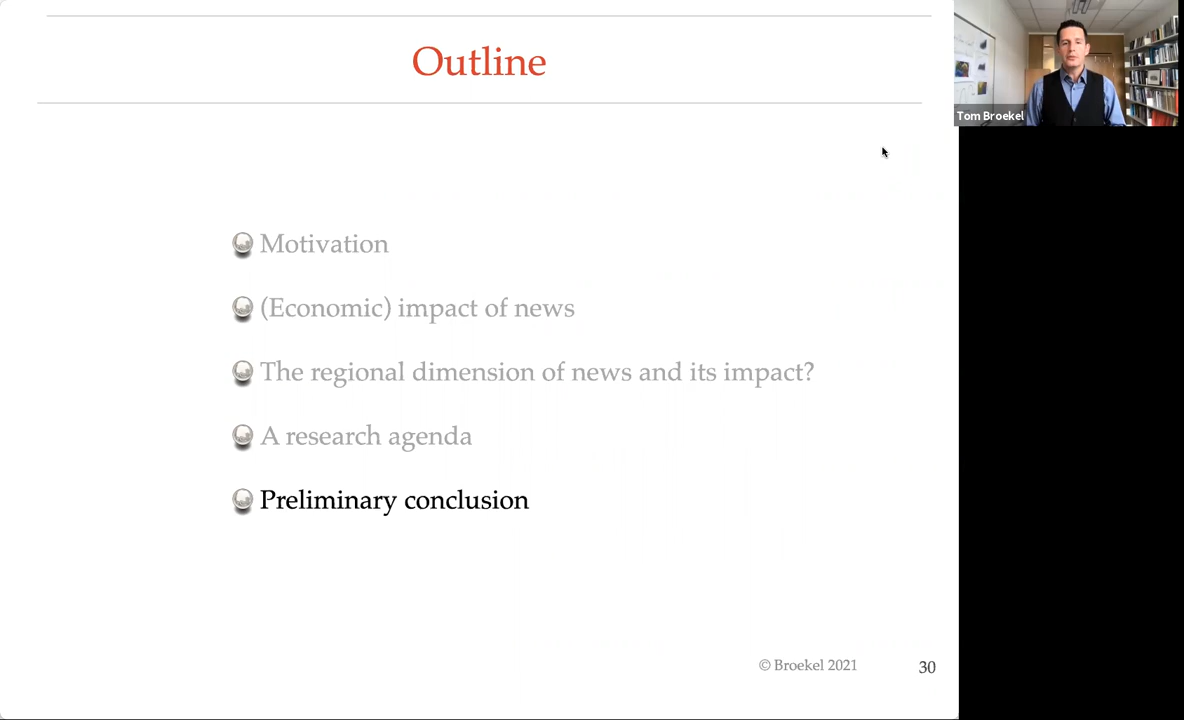 Outline
Tom Broekel
Motivation
(Economic) impact of news
The regional dimension of news and its impact?
A research agenda
Preliminary conclusion
© Broekel 2021
30